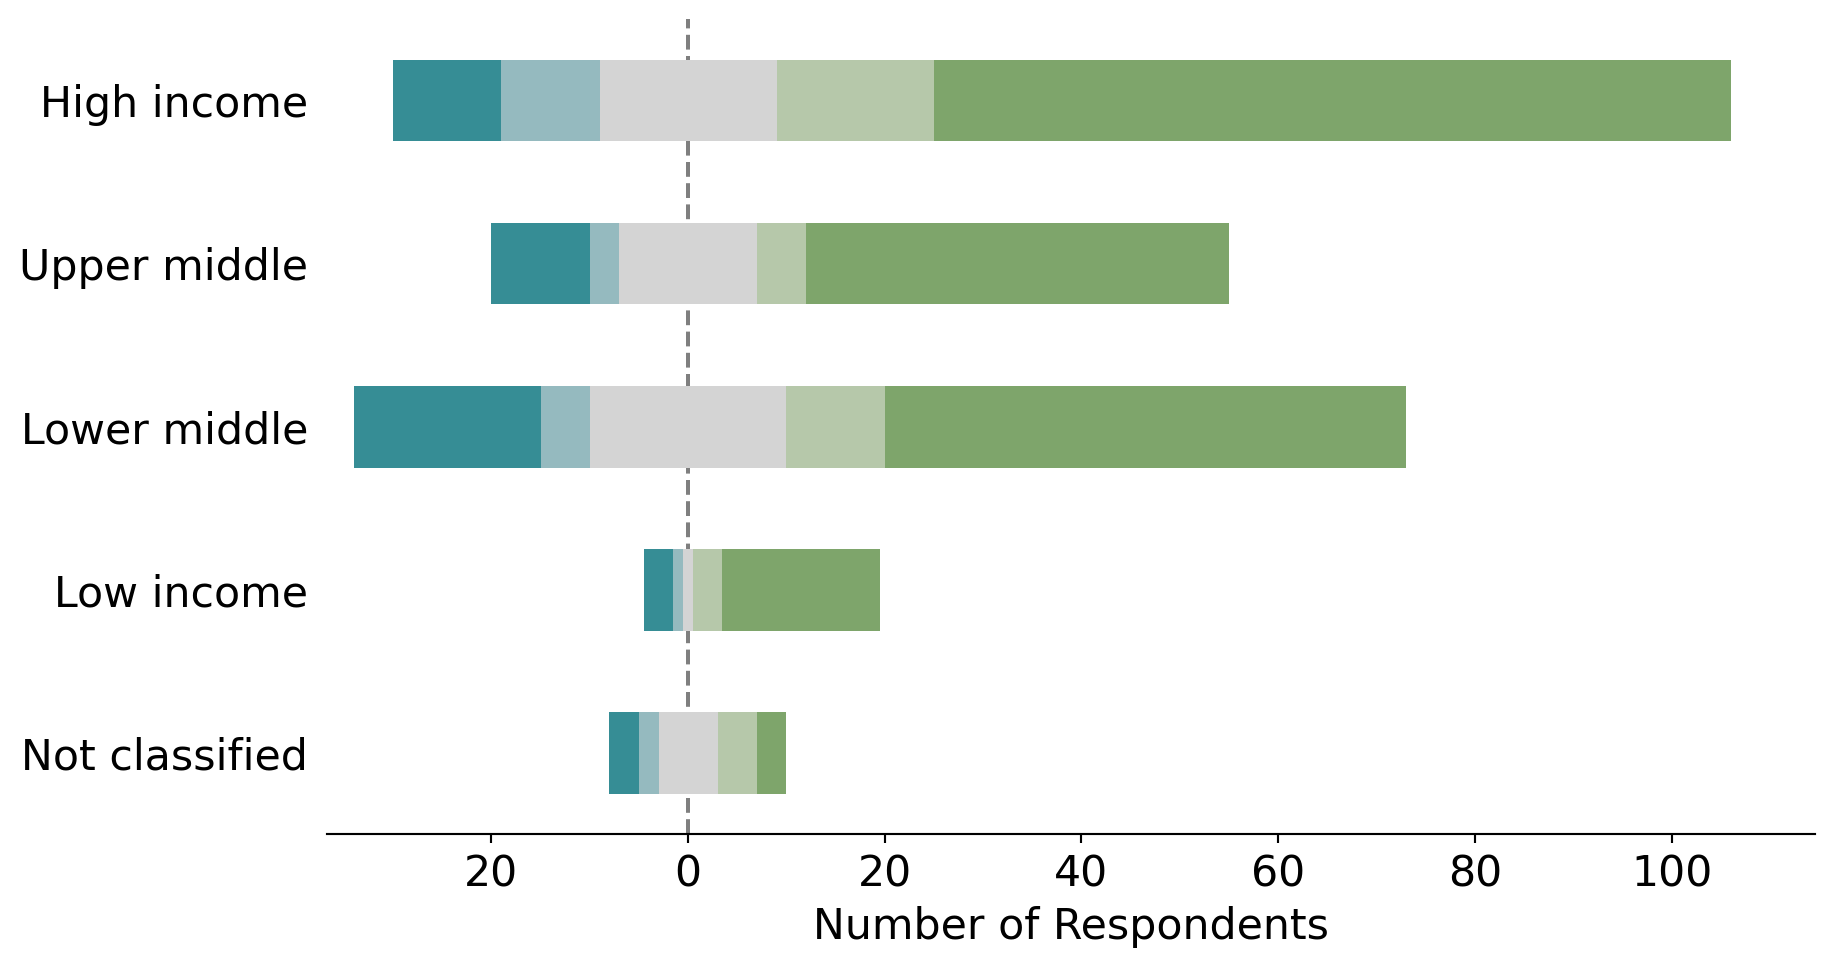 High income
Upper middle
Lower middle
Low income
Not classified
20 0 20 40 60 80 100
Number of Respondents